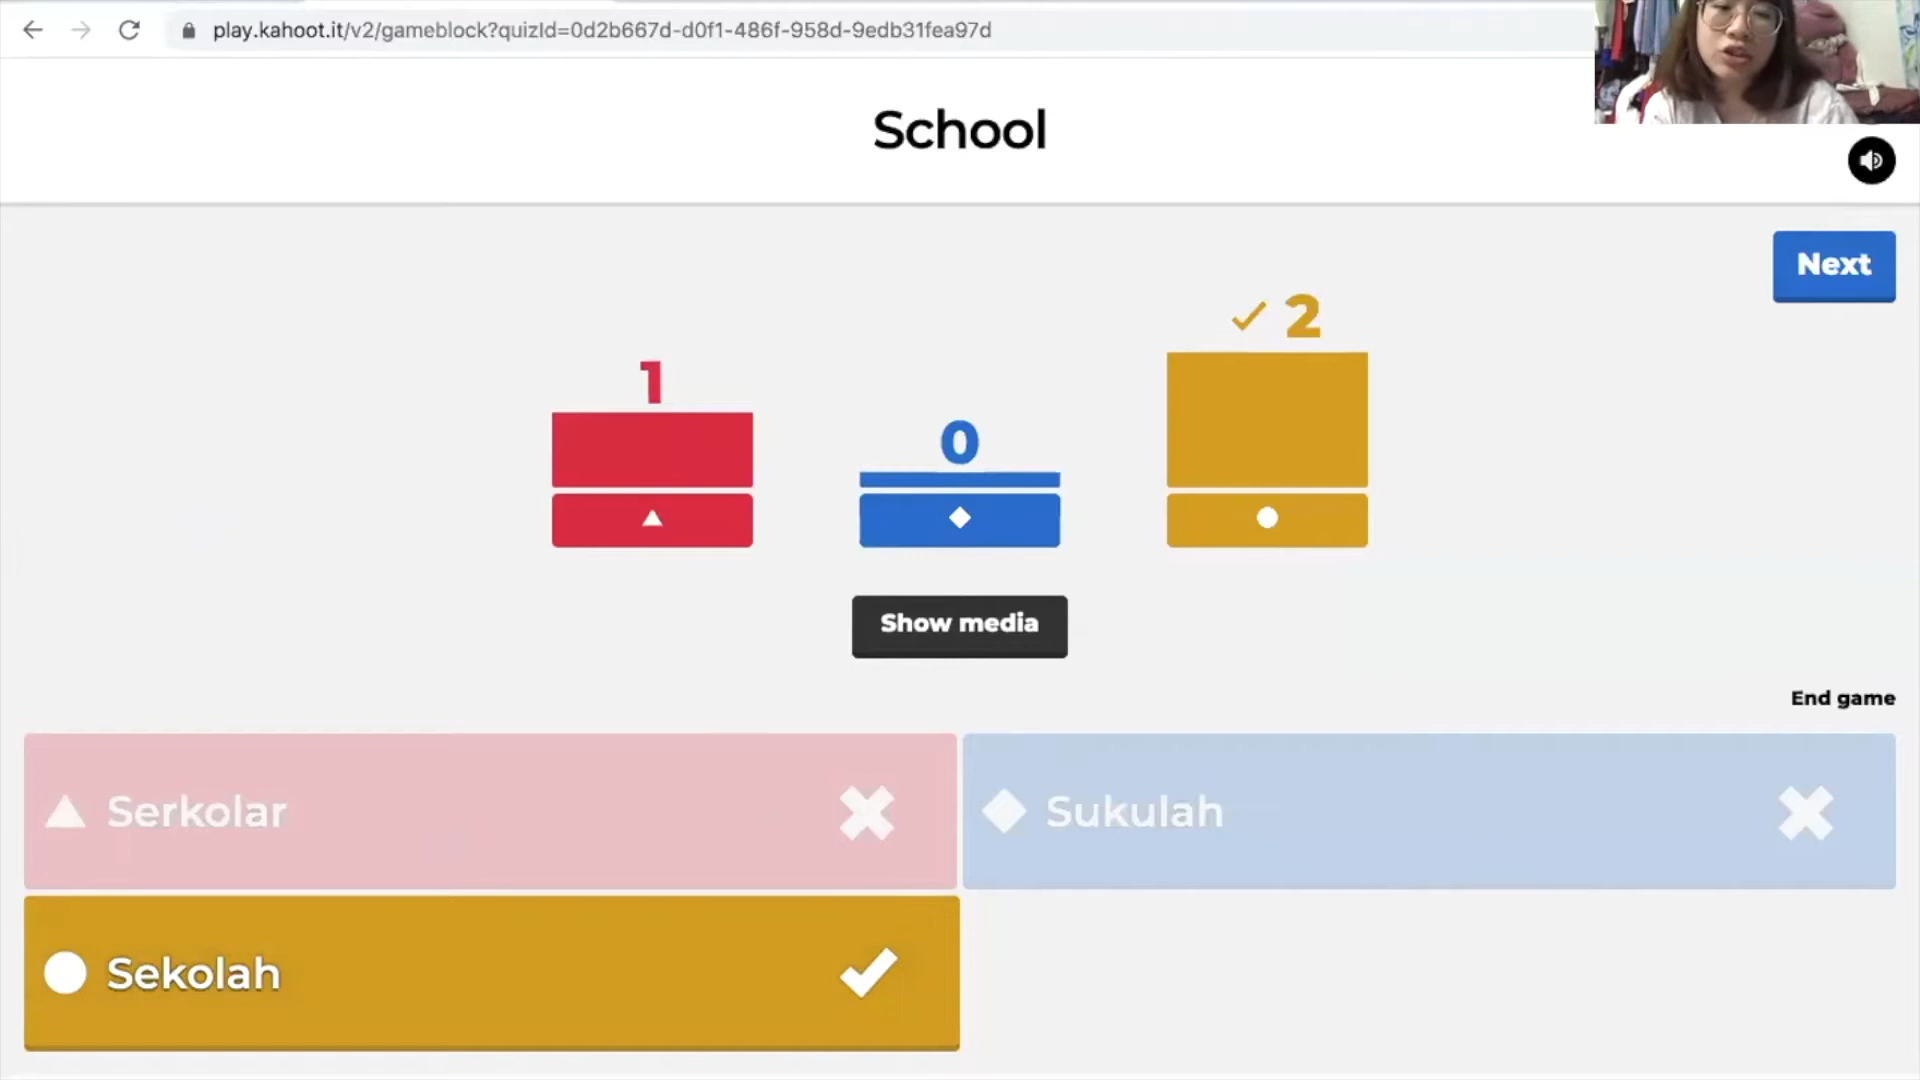 play.kahoot.it/v2/gameblock?quizId=0d2b667d-d0f1-486f-958d-9edb31fea97d
School
Next
1
0
2
Show media
End game
Serkolar
Sukulah
Sekolah